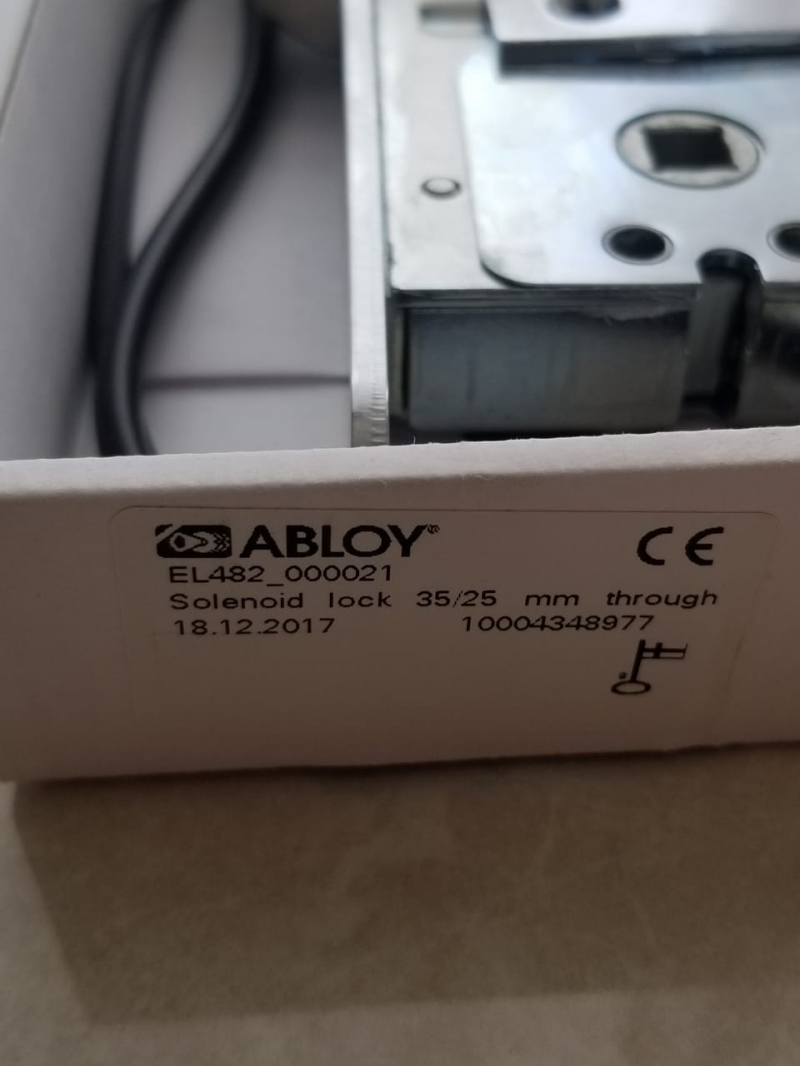 ABLOY®
CE
EL482_000021
Solenoid lock 35/25 mm through
18.12.2017 10004348977